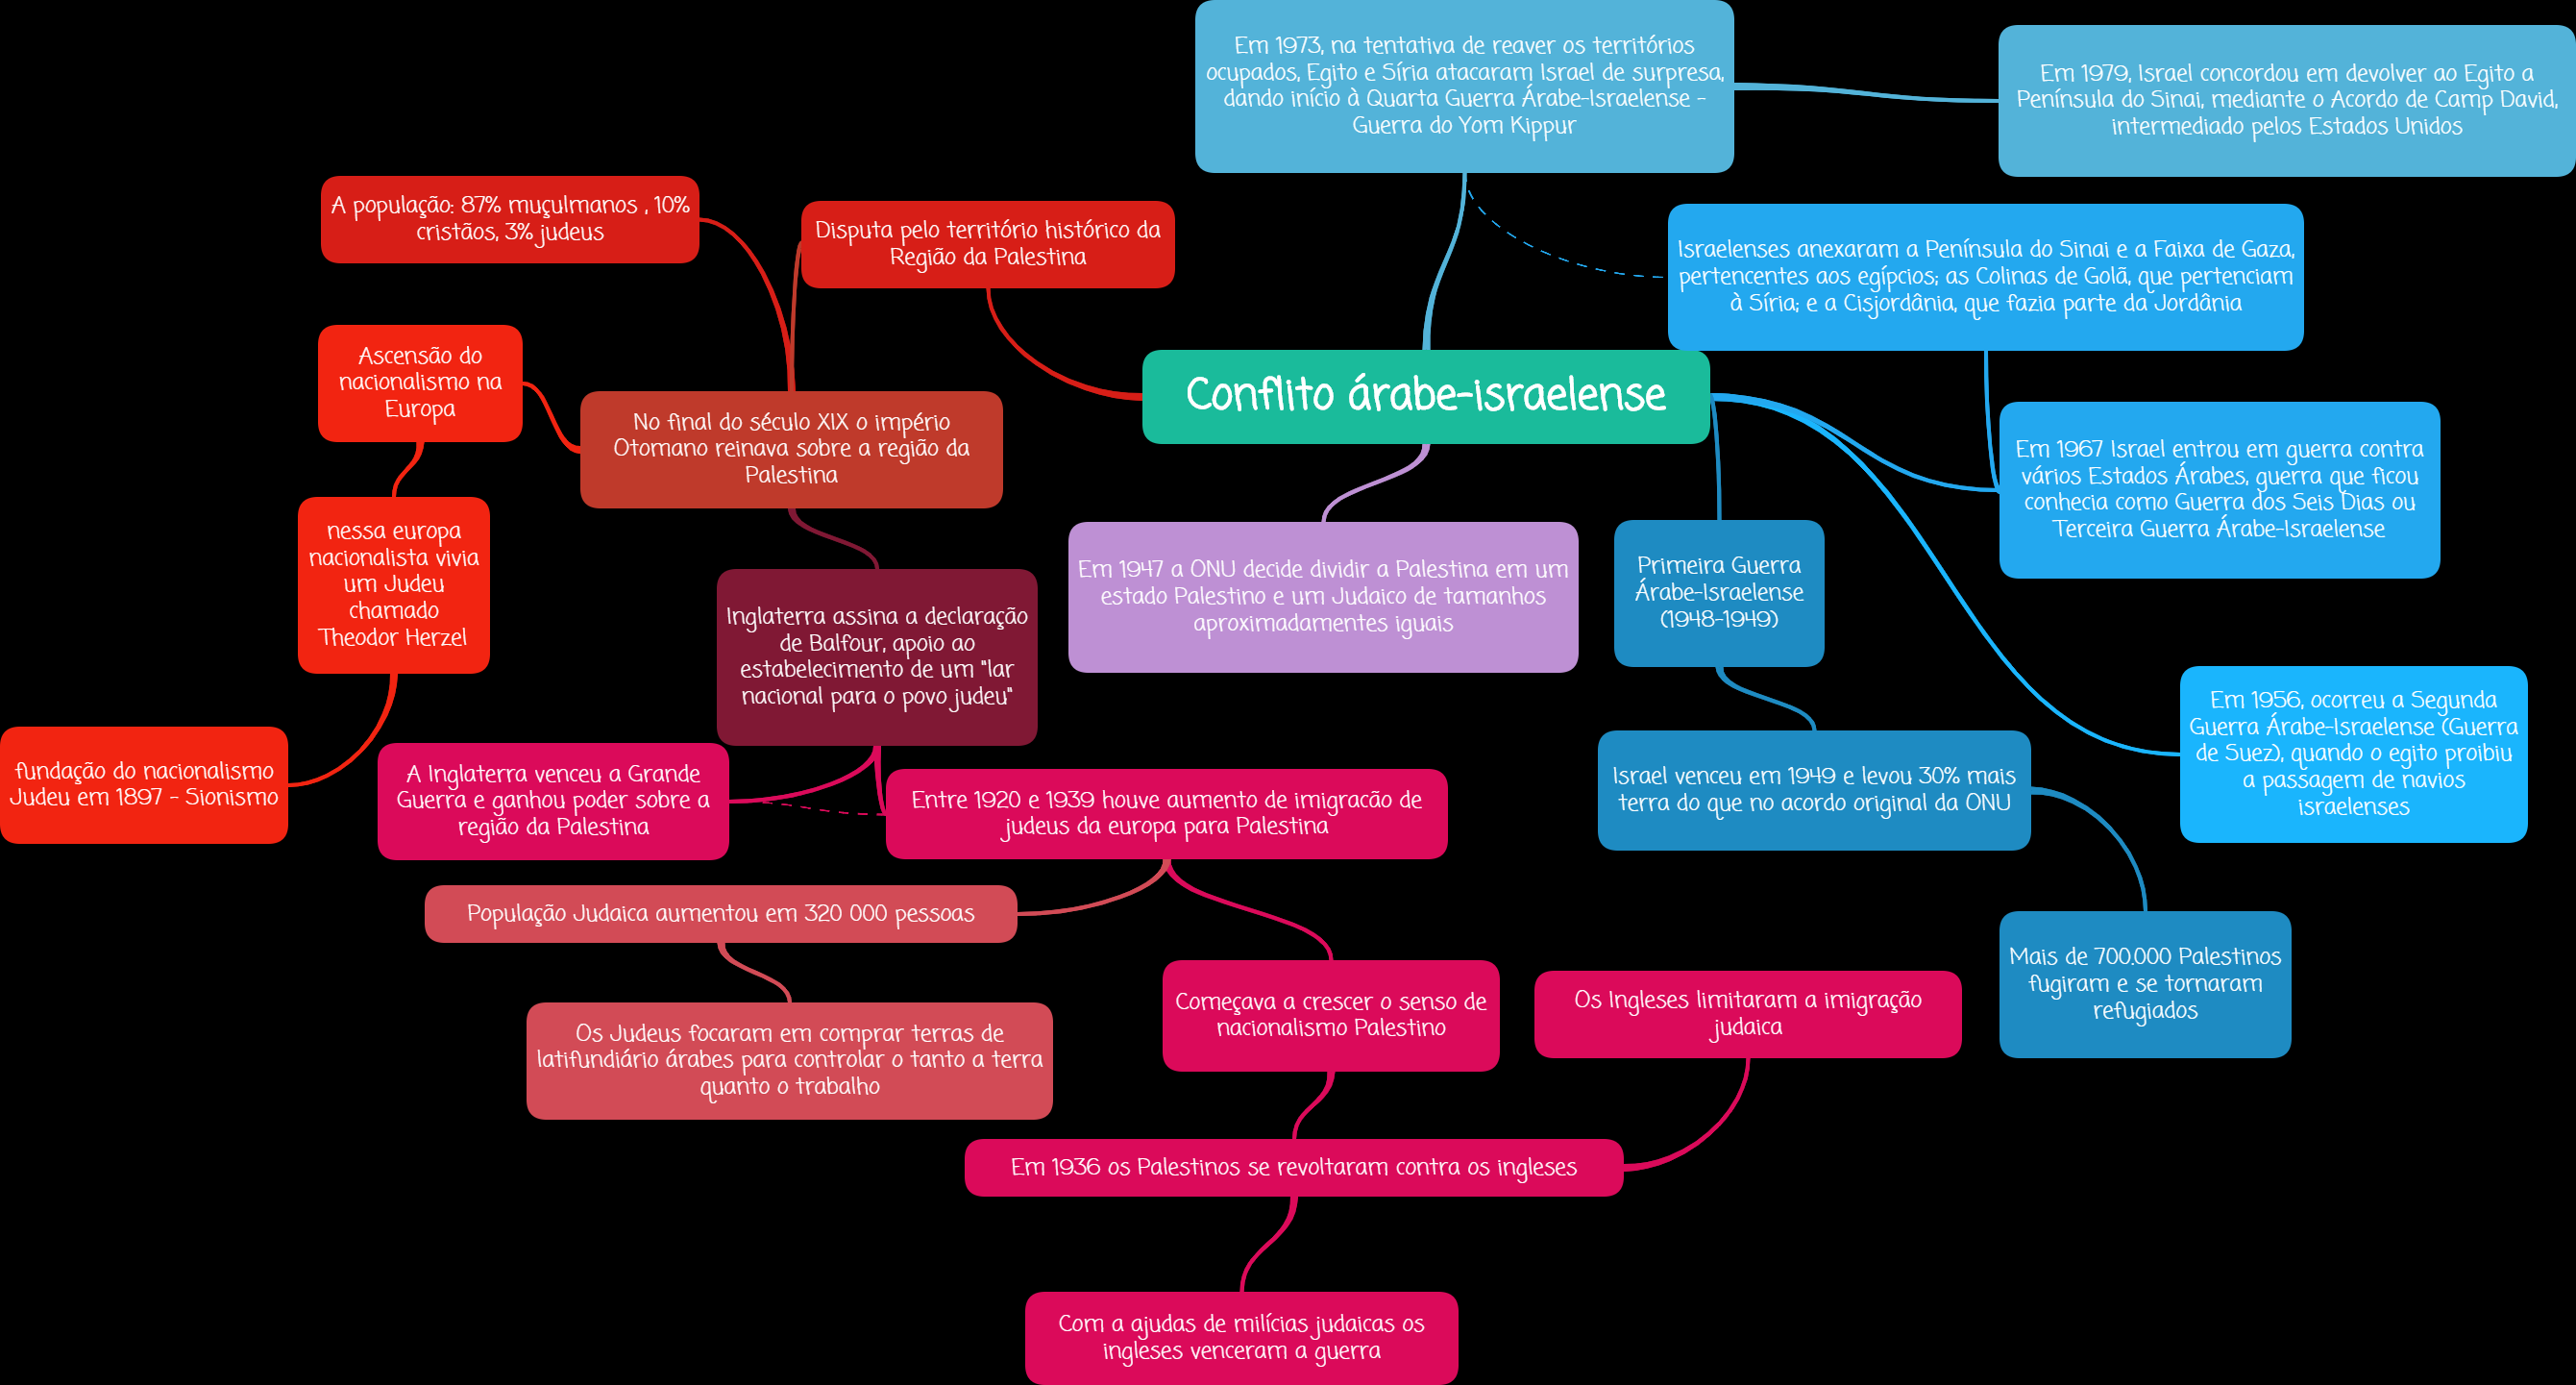 Em 1973, na tentativa de reaver os territórios
ocupados, Egito e Síria atacaram Israel de surpresa,
dando início à Quarta Guerra Árabe-Israelense -
Guerra do Yom Kippur
Em 1979, Israel concordou em devolver ao Egito a
Península do Sinai, mediante o Acordo de Camp David,
intermediado pelos Estados Unidos
A população: 87% muçulmanos , 10%
cristãos, 3% judeus
Disputa pelo território histórico da
Região da Palestina
Israelenses anexaram a Península do Sinai e a Faixa de Gaza,
pertencentes aos egípcios; as Colinas de Golã, que pertenciam
à Síria; e a Cisjordânia, que fazia parte da Jordânia
Ascensão do
nacionalismo na
Europa
Conflito árabe-israelense
No final do século XIX o império
Otomano reinava sobre a região da
Palestina
Em 1967 Israel entrou em guerra contra
vários Estados Árabes, guerra que ficou
conhecia como Guerra dos Seis Dias ou
Terceira Guerra Árabe-Israelense
nessa europa
nacionalista vivia
um Judeu
chamado
Theodor Herzel
Inglaterra assina a declaração
de Balfour, apoio ao
estabelecimento de um "lar
nacional para o povo judeu"
Em 1947 a ONU decide dividir a Palestina em um
estado Palestino e um Judaico de tamanhos
aproximadamentes iguais
Primeira Guerra
Árabe-Israelense
(1948-1949)
Em 1956, ocorreu a Segunda
Guerra Árabe-Israelense (Guerra
de Suez), quando o egito proibiu
a passagem de navios
israelenses
fundação do nacionalismo
Judeu em 1897 - Sionismo
A Inglaterra venceu a Grande
Guerra e ganhou poder sobre a
região da Palestina
Entre 1920 e 1939 houve aumento de imigracão de
judeus da europa para Palestina
Israel venceu em 1949 e levou 30% mais
terra do que no acordo original da ONU
População Judaica aumentou em 320 000 pessoas
Mais de 700.000 Palestinos
fugiram e se tornaram
refugiados
Os Judeus focaram em comprar terras de
latifundiário árabes para controlar o tanto a terra
quanto o trabalho
Começava a crescer o senso de
nacionalismo Palestino
Os Ingleses limitaram a imigração
judaica
Em 1936 os Palestinos se revoltaram contra os ingleses
Com a ajudas de milícias judaicas os
ingleses venceram a guerra